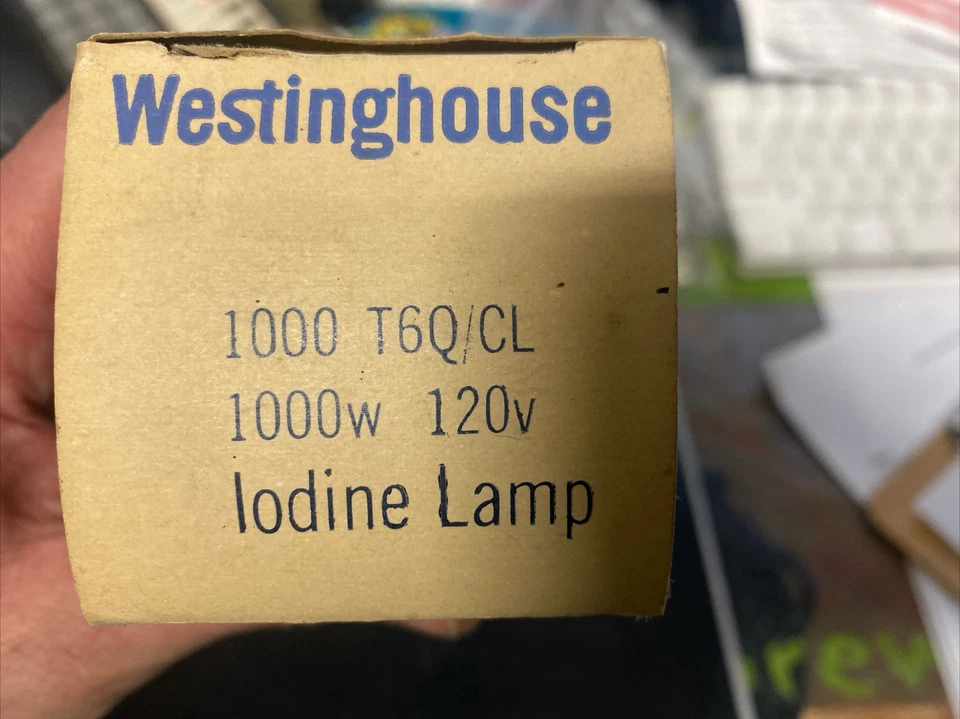 Westinghouse
1000 T6Q/CL
1000w 120v
Iodine Lamp